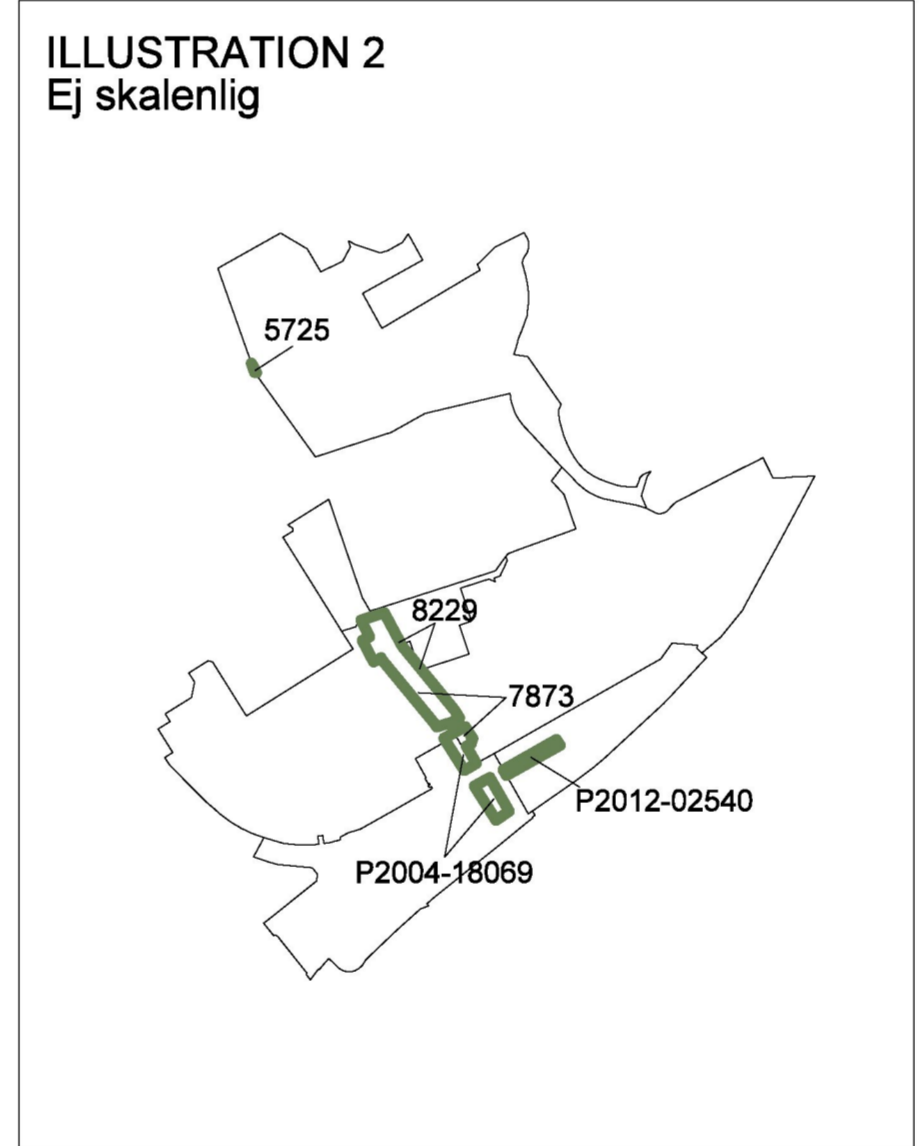 ILLUSTRATION 2
Ej skalenlig
5725
8229
7873
P2012-02540
P2004-18069